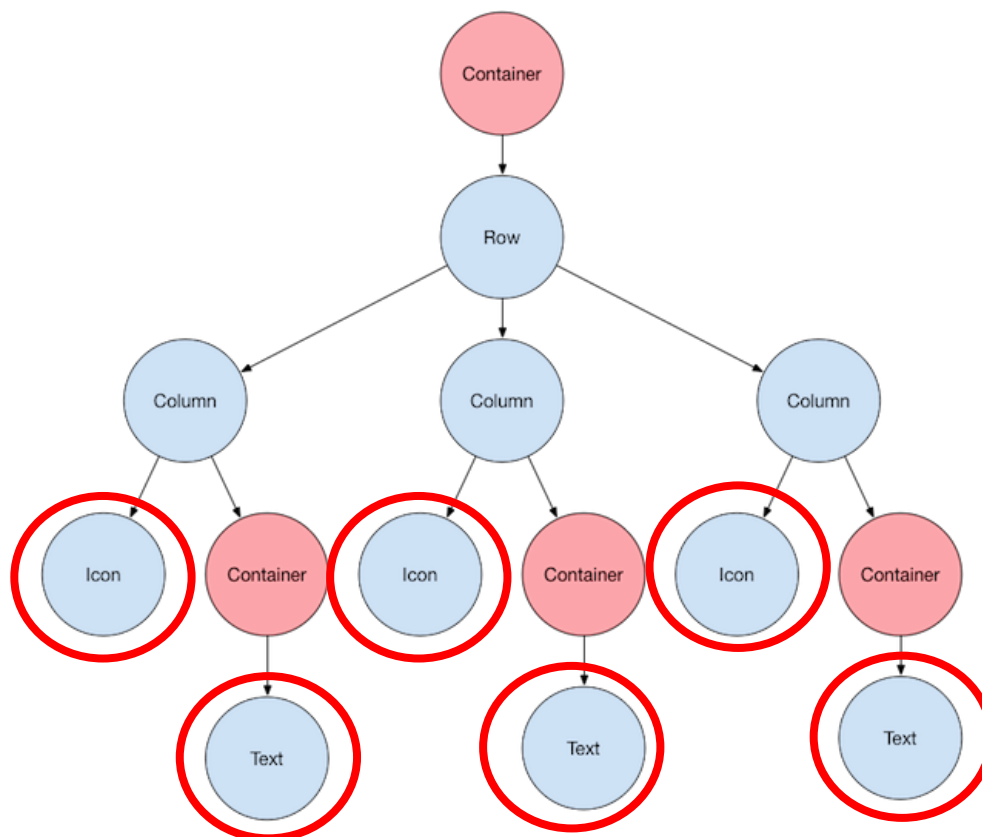 Container
Row
Column
Column
Column
Icon
Container
Icon
Container
Icon
Container
Text
Text
Text